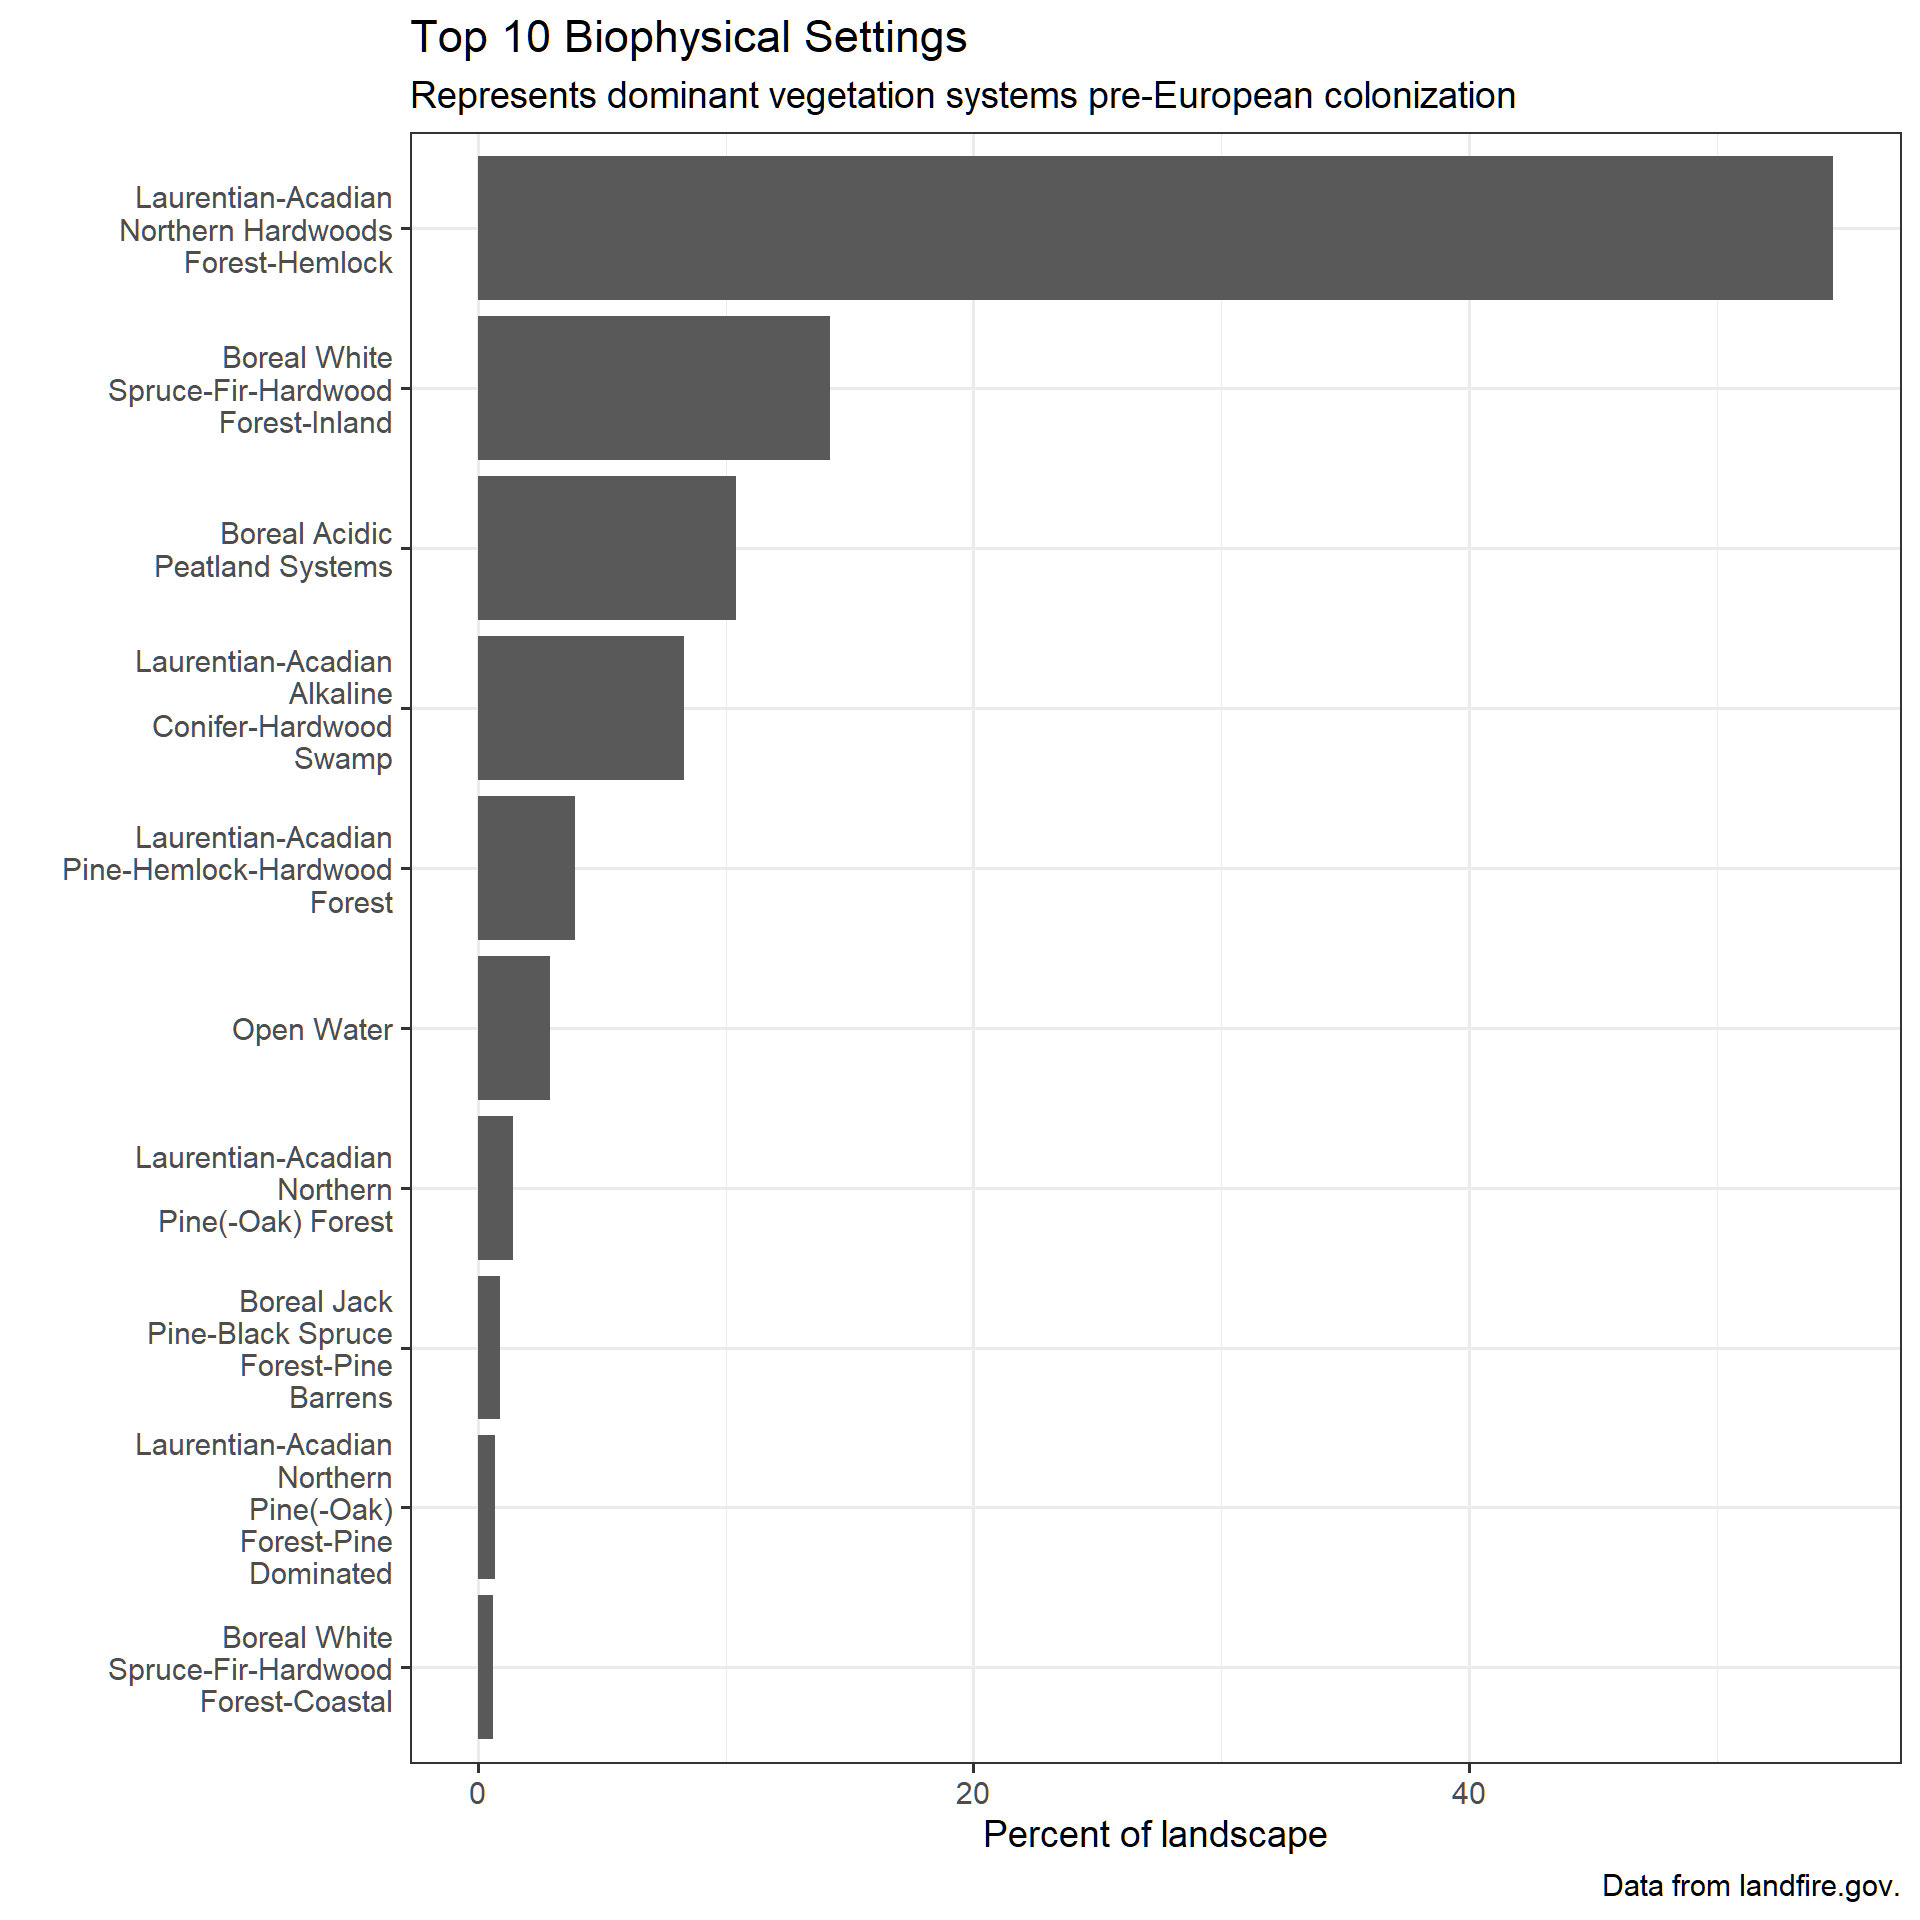 Top 10 Biophysical Settings
Represents dominant vegetation systems pre-European colonization
Laurentian-Acadian
Northern Hardwoods
Forest-Hemlock
Boreal White
Spruce-Fir-Hardwood
Forest-Inland
Boreal Acidic
Peatland Systems
Laurentian-Acadian
Alkaline
Conifer-Hardwood
Swamp
Laurentian-Acadian
Pine-Hemlock-Hardwood
Forest
Open Water
Laurentian-Acadian
Northern
Pine(-Oak) Forest
Boreal Jack
Pine-Black Spruce
Forest-Pine
Barrens
Laurentian-Acadian
Northern
Pine(-Oak)
Forest-Pine
Dominated
Boreal White
Spruce-Fir-Hardwood
Forest-Coastal
0 20 40
Percent of landscape
Data from landfire.gov.